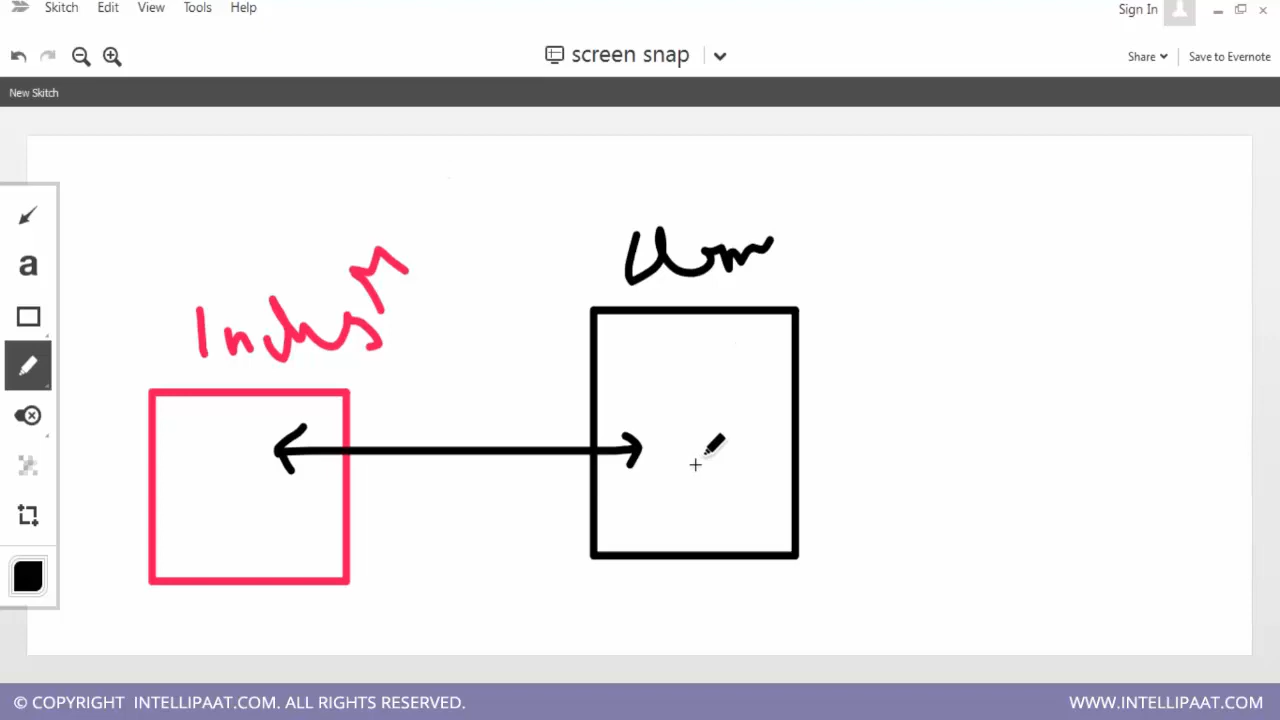 Skitch Edit View Tools Help Sign In
screen snap Share Save to Evernote
New Skitch
a
© COPYRIGHT INTELLIPAAT.COM. ALL RIGHTS RESERVED. WWW.INTELLIPAAT.COM